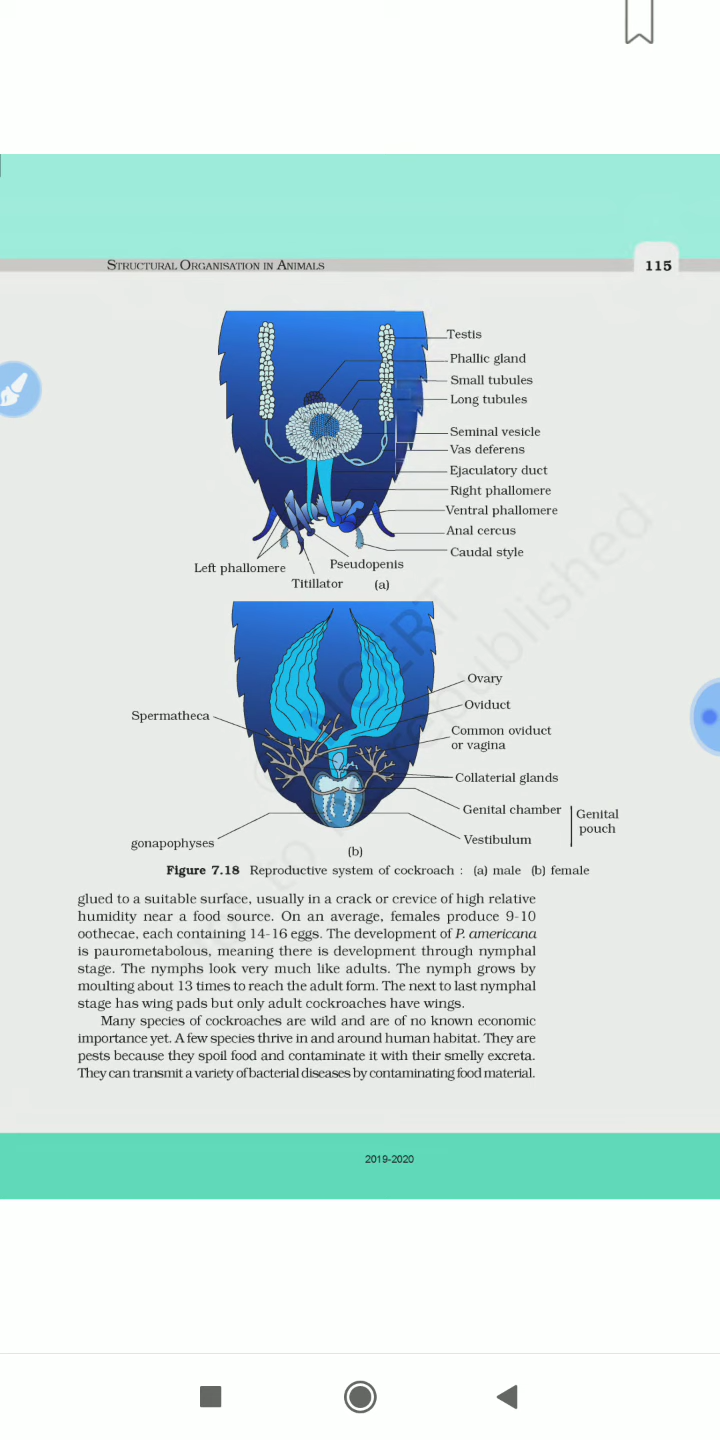 STRUCTURAL ORGANISATION IN ANIMALS
115
Testis
Phallic gland
Small tubules
Long tubules
Seminal vesicle
Vas deferens
Ejaculatory duct
Right phallomere
Ventral phallomere
Anal cercus
Caudal style
Left phallomere
Pseudopenis
Titillator
(a)
Ovary
Oviduct
Spermatheca
Common oviduct
or vagina
Collaterial glands
Genital chamber
Genital
pouch
Vestibulum
gonapophyses
(b)
Figure 7.18 Reproductive system of cockroach : (a) male (b) female
glued to a suitable surface, usually in a crack or crevice of high relative
humidity near a food source. On an average, females produce 9-10
oothecae, each containing 14-16 eggs. The development of P. americana
is paurometabolous, meaning there is development through nymphal
stage. The nymphs look very much like adults. The nymph grows by
moulting about 13 times to reach the adult form. The next to last nymphal
stage has wing pads but only adult cockroaches have wings.
Many species of cockroaches are wild and are of no known economic
importance yet. A few species thrive in and around human habitat. They are
pests because they spoil food and contaminate it with their smelly excreta.
They can transmit a variety of bacterial diseases by contaminating food material.
2019-2020